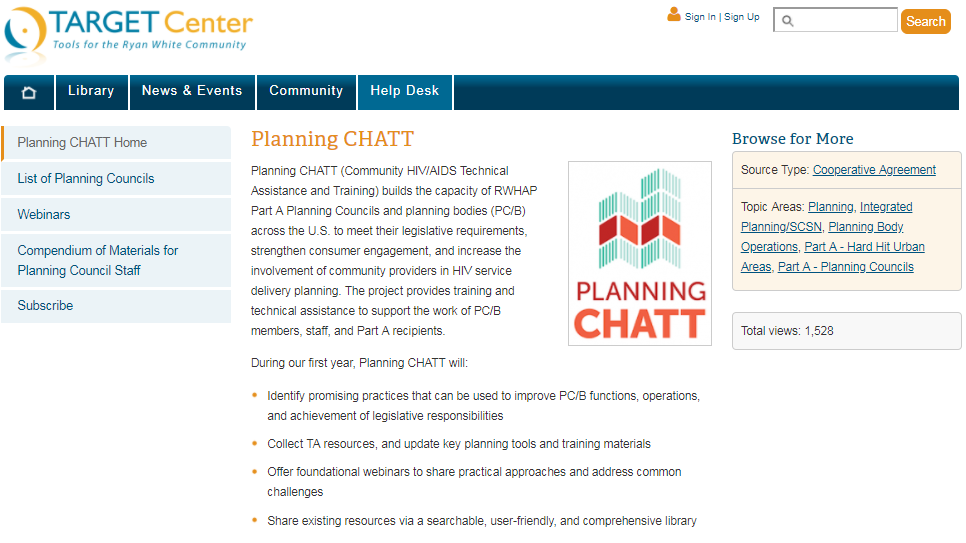 TARGET Center
Tools for the Ryan White Community
Sign In | Sign Up
Search
Library
News & Events
Community
Help Desk
Planning CHATT Home
List of Planning Councils
Webinars
Compendium of Materials for
Planning Council Staff
Subscribe
Planning CHATT
Planning CHATT (Community HIV/AIDS Technical
Assistance and Training) builds the capacity of RWHAP
Part A Planning Councils and planning bodies (PC/B)
across the U.S. to meet their legislative requirements,
strengthen consumer engagement, and increase the
involvement of community providers in HIV service
delivery planning. The project provides training and
technical assistance to support the work of PC/B
members, staff, and Part A recipients.
PLANNING
CHATT
During our first year, Planning CHATT will:
Identify promising practices that can be used to improve PC/B functions, operations,
and achievement of legislative responsibilities
Collect TA resources, and update key planning tools and training materials
Offer foundational webinars to share practical approaches and address common
challenges
Share existing resources via a searchable, user-friendly, and comprehensive library
Browse for More
Source Type: Cooperative Agreement
Topic Areas: Planning, Integrated
Planning/SCSN, Planning Body
Operations, Part A - Hard Hit Urban
Areas, Part A - Planning Councils
Total views: 1,528